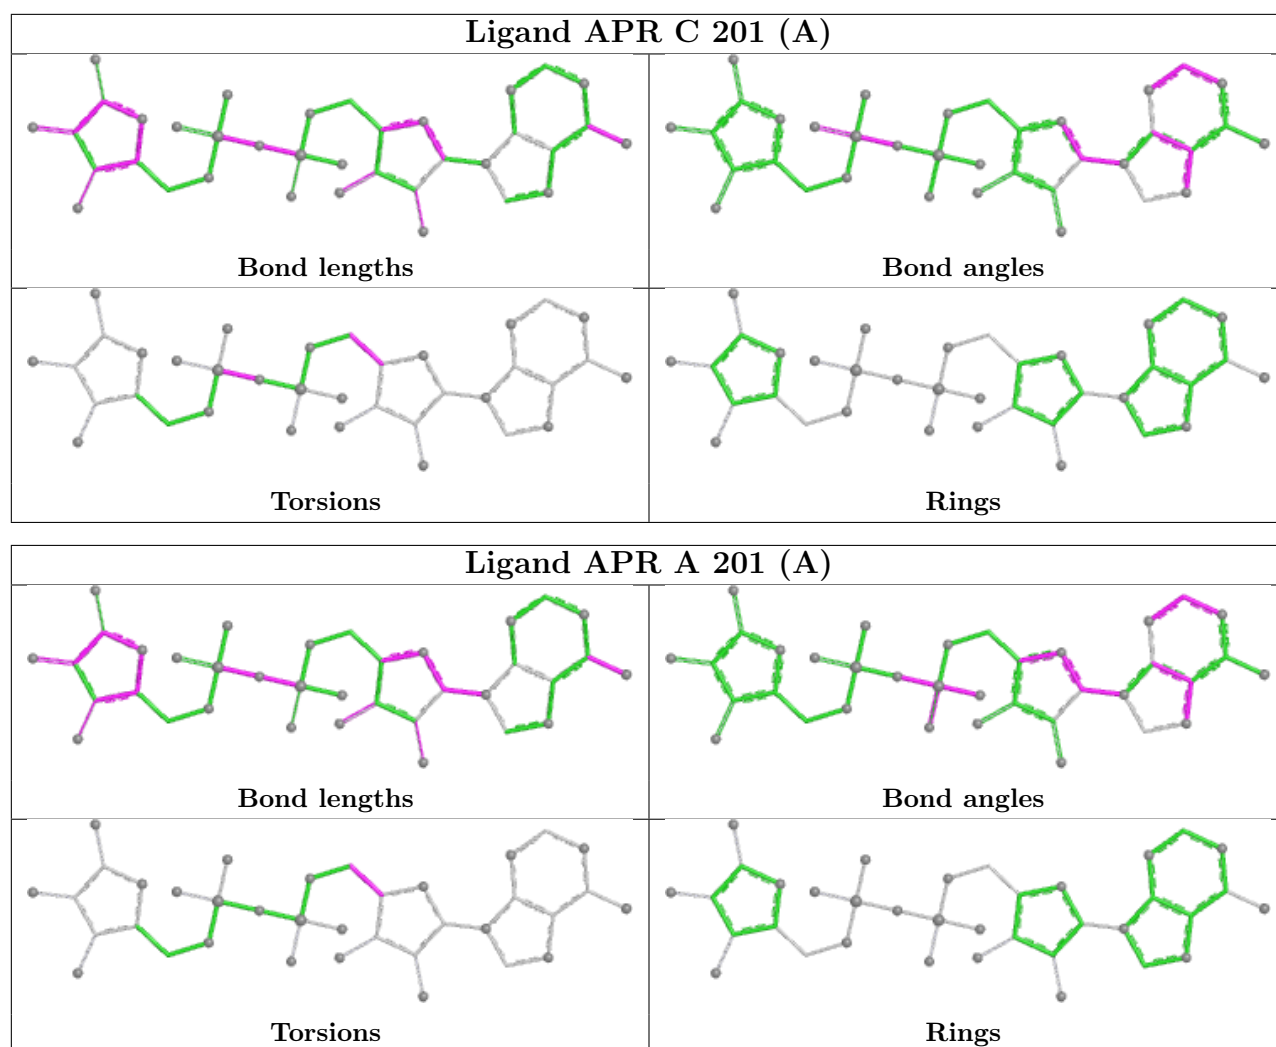 Ligand APR C 201 (A)
Bond lengths
Bond angles
Torsions
Rings
Ligand APR A 201 (A)
Bond lengths
Bond angles
Torsions
Rings